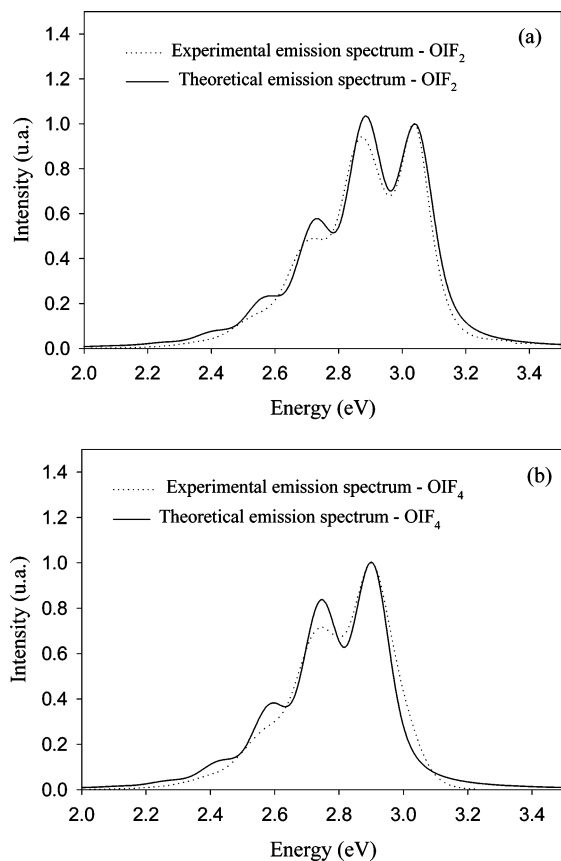 (a)
Experimental emission spectrum - OIF2
Theoretical emission spectrum - OIF2
Intensity (u.a.)
1.4
1.2
1.0
0.8
0.6
0.4
0.2
0.0
2.0 2.2 2.4 2.6 2.8 3.0 3.2 3.4
Energy (eV)
(b)
Experimental emission spectrum - OIF4
Theoretical emission spectrum - OIF4
Intensity (u.a.)
1.4
1.2
1.0
0.8
0.6
0.4
0.2
0.0
2.0 2.2 2.4 2.6 2.8 3.0 3.2 3.4
Energy (eV)